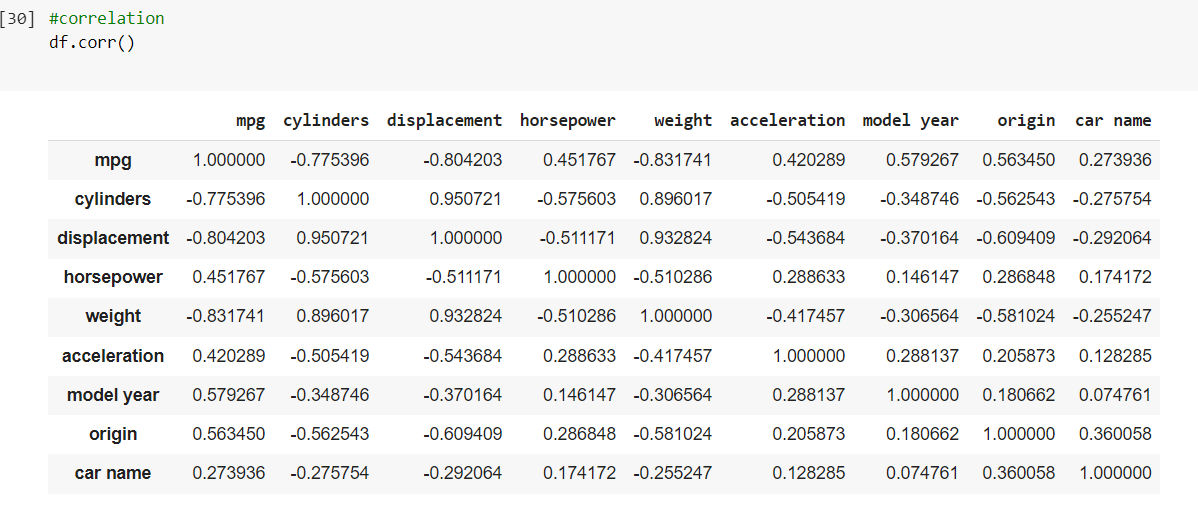 [30] #correlation
df.corr()
mpg cylinders displacement horsepower weight acceleration model year origin car name
mpg 1.000000 -0.775396 -0.804203 0.451767 -0.831741 0.420289 0.579267 0.563450 0.273936
cylinders -0.775396 1.000000 0.950721 -0.575603 0.896017 -0.505419 -0.348746 -0.562543 -0.275754
displacement -0.804203 0.950721 1.000000 -0.511171 0.932824 -0.543684 -0.370164 -0.609409 -0.292064
horsepower 0.451767 -0.575603 -0.511171 1.000000 -0.510286 0.288633 0.146147 0.286848 0.174172
weight -0.831741 0.896017 0.932824 -0.510286 1.000000 -0.417457 -0.306564 -0.581024 -0.255247
acceleration 0.420289 -0.505419 -0.543684 0.288633 -0.417457 1.000000 0.288137 0.205873 0.128285
model year 0.579267 -0.348746 -0.370164 0.146147 -0.306564 0.288137 1.000000 0.180662 0.074761
origin 0.563450 -0.562543 -0.609409 0.286848 -0.581024 0.205873 0.180662 1.000000 0.360058
car name 0.273936 -0.275754 -0.292064 0.174172 -0.255247 0.128285 0.074761 0.360058 1.000000